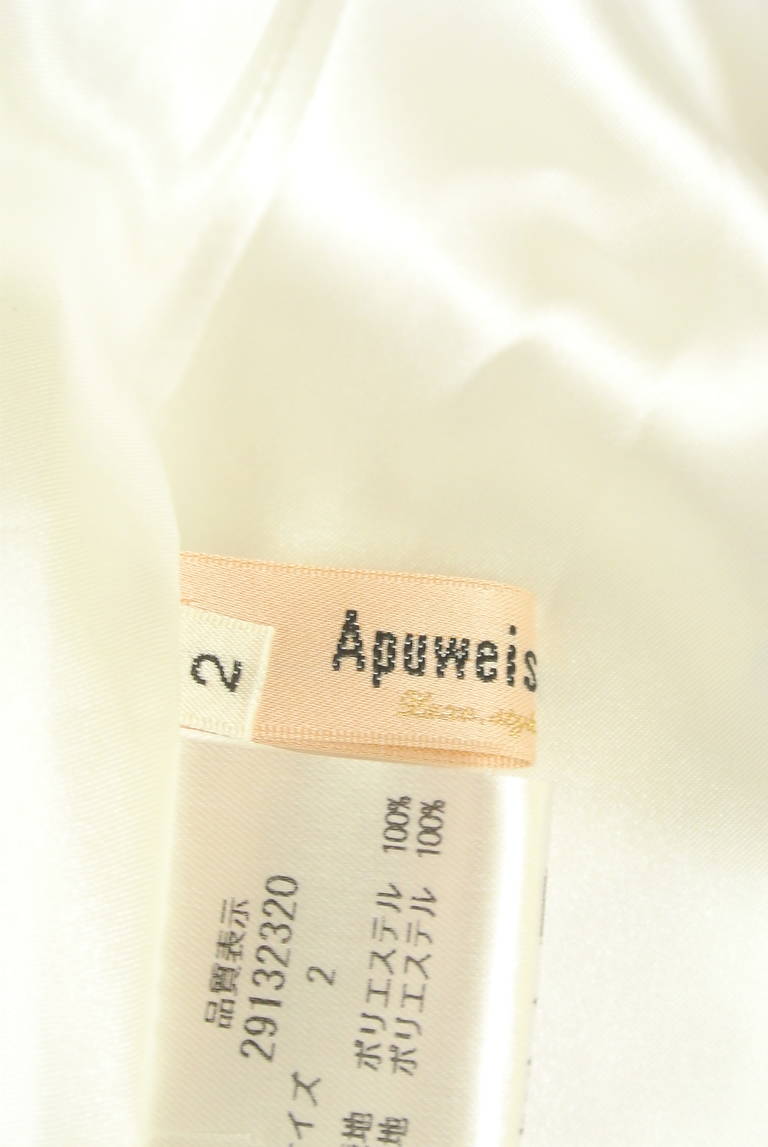 2
Apuweis
品質表示
29132320
イズ 2
地 ポリエステル 100%
地 ポリエステル 100%